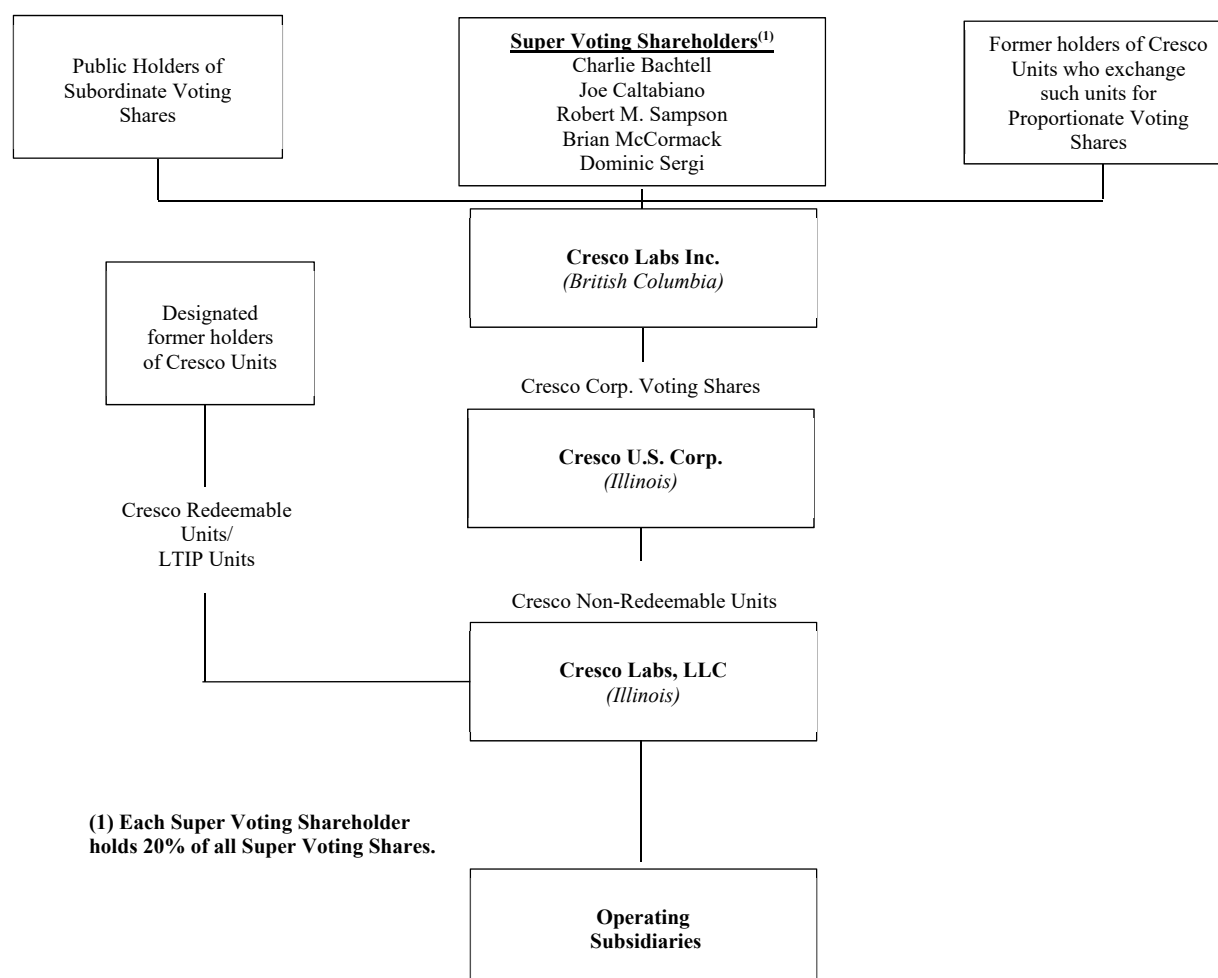 Public Holders of
Subordinate Voting
Shares
Super Voting Shareholders(1)
Charlie Bachtell
Joe Caltabiano
Robert M. Sampson
Brian McCormack
Dominic Sergi
Former holders of Cresco
Units who exchange
such units for
Proportionate Voting
Shares
Cresco Labs Inc.
(British Columbia)
Designated
former holders
of Cresco Units
Cresco Corp. Voting Shares
Cresco U.S. Corp.
(Illinois)
Cresco Redeemable
Units/
LTIP Units
Cresco Non-Redeemable Units
Cresco Labs, LLC
(Illinois)
(1) Each Super Voting Shareholder
holds 20% of all Super Voting Shares.
Operating
Subsidiaries